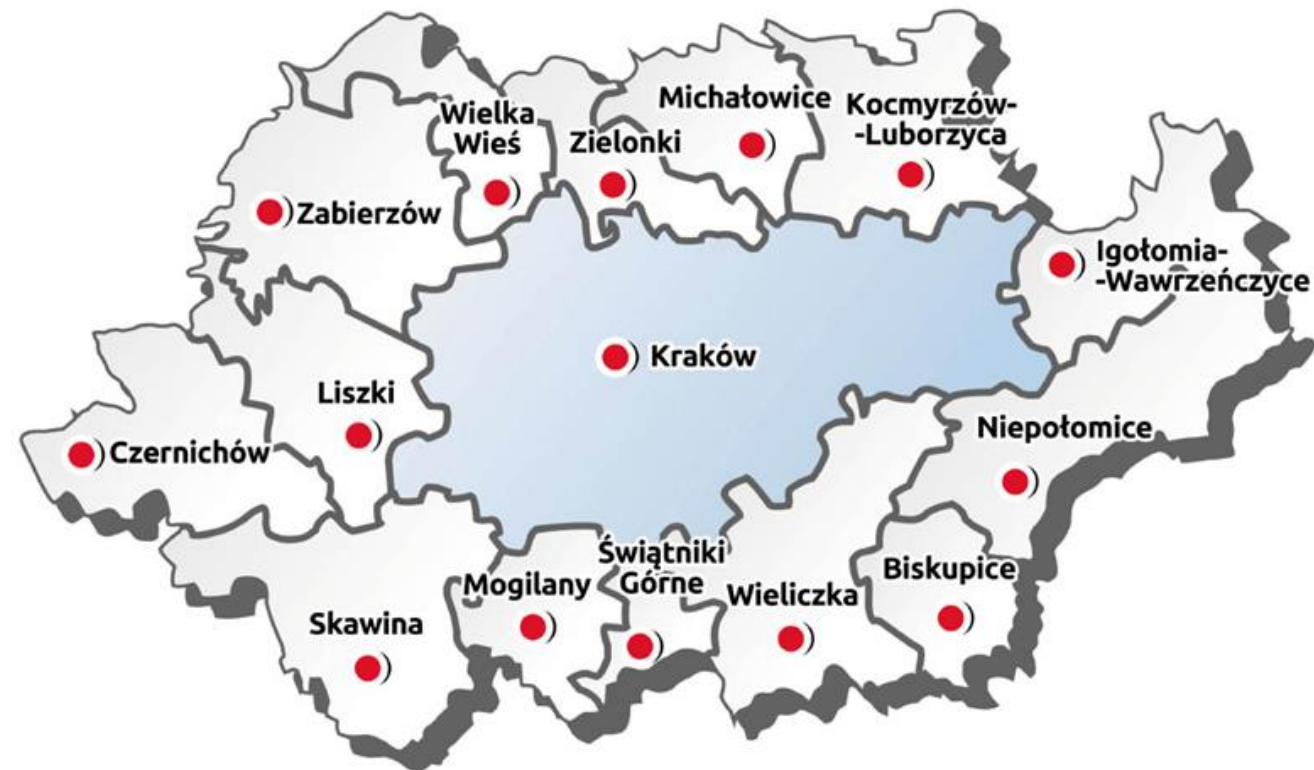 Michałowice
Kocmyrzów-
-Luborzyca
Wielka
Wieś
Zielonki
Zabierzów
Igołomia-
-Wawrzeńczyce
Kraków
Liszki
Czernichów
Niepołomice
Świątniki
Górne
Mogilany
Wieliczka
Biskupice
Skawina